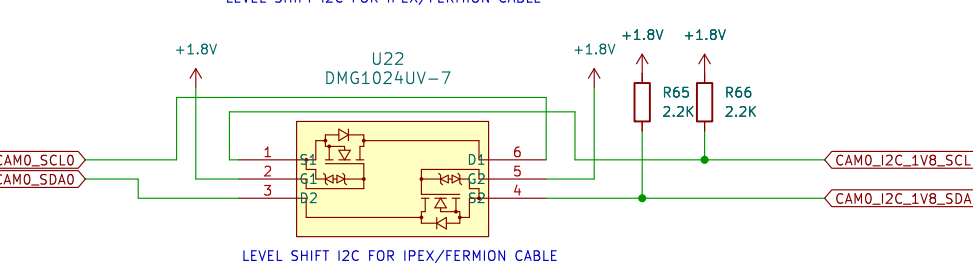 LEVEL SHIFT I2C FOR IPEX/FERMION CABLE
+1.8V
U22
DMG1024UV-7
+1.8V
+1.8V
+1.8V
R65
2.2K
R66
2.2K
CAM0_SCL0
CAM0_SDA0
1
2
3
S1
G1
D2
D1
G2
S2
6
5
4
CAM0_I2C_1V8_SCL
CAM0_I2C_1V8_SDA
LEVEL SHIFT I2C FOR IPEX/FERMION CABLE